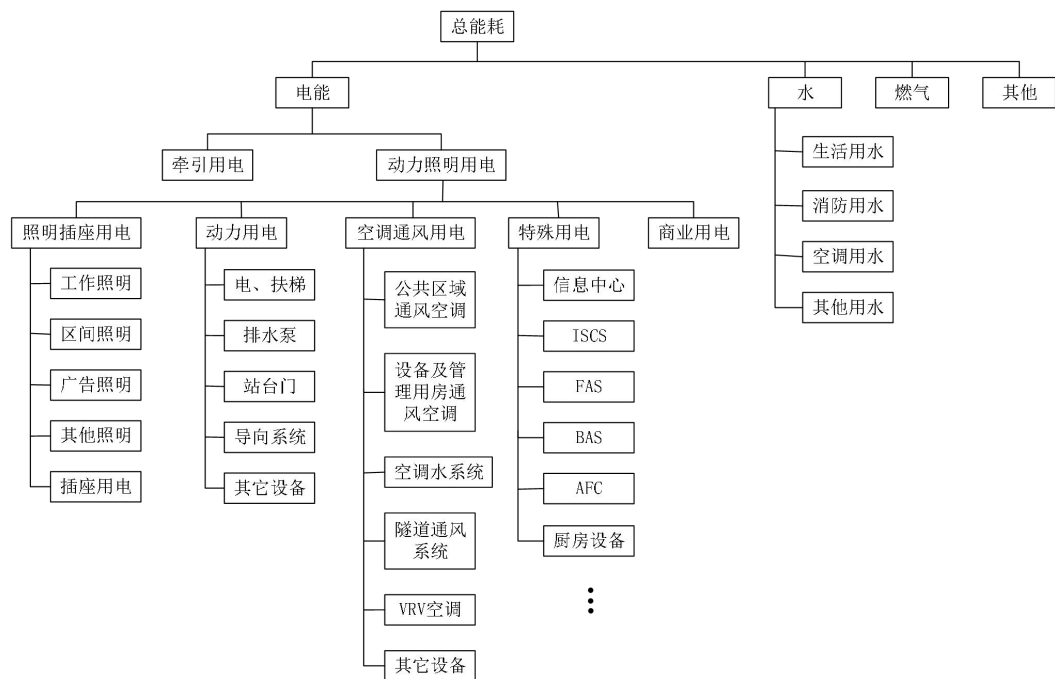 总能耗
电能
水
燃气
其他
牵引用电
动力照明用电
生活用水
消防用水
空调用水
其他用水
照明插座用电
动力用电
空调通风用电
特殊用电
商业用电
工作照明
区间照明
广告照明
其他照明
插座用电
电、扶梯
排水泵
站台门
导向系统
其它设备
公共区域
通风空调
设备及管
理用房通
风空调
空调水系统
隧道通风
系统
VRV空调
其它设备
信息中心
ISCS
FAS
BAS
AFC
厨房设备